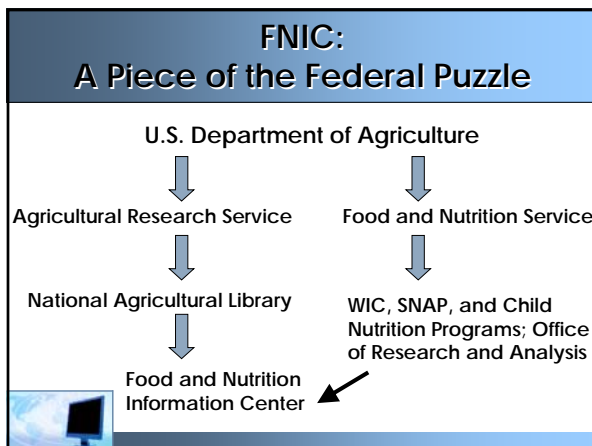 FNIC:
A Piece of the Federal Puzzle
U.S. Department of Agriculture
Agricultural Research Service
Food and Nutrition Service
National Agricultural Library
WIC, SNAP, and Child
Nutrition Programs; Office
of Research and Analysis
Food and Nutrition
Information Center